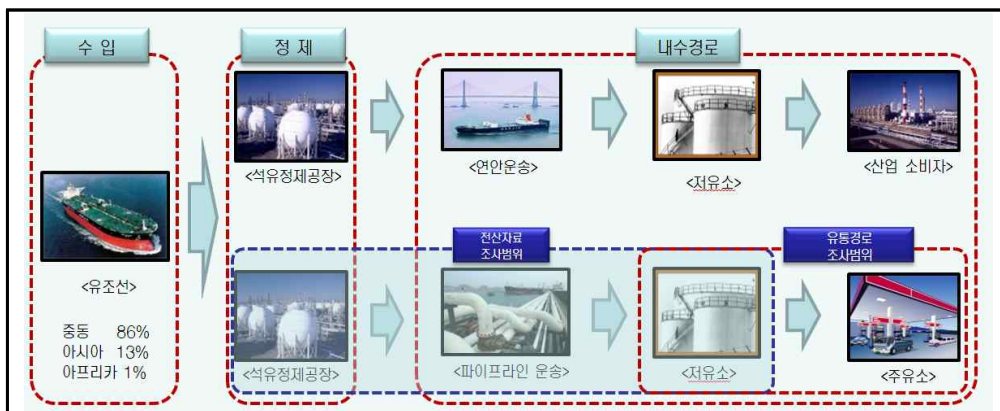 수 입
정 제
내수경로
<석유정제공장>
<연안운송>
<저유소>
<산업 소비자>
<유조선>
중동 86%
아시아 13%
아프리카 1%
전산자료
조사범위
유통경로
조사범위
<석유정제공장>
<파이프라인 운송>
<저유소>
<주유소>